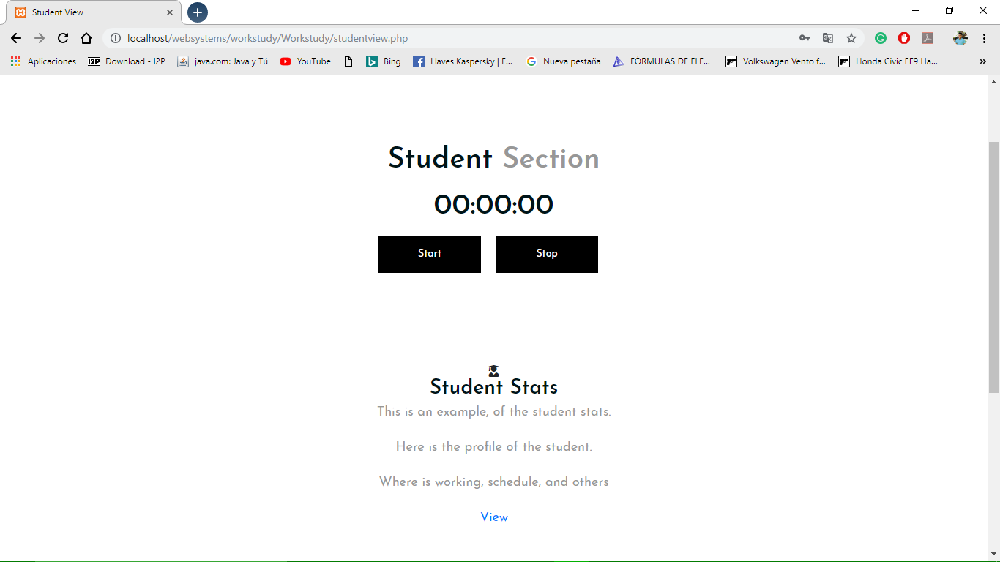 Student View
localhost/websystems/workstudy/Workstudy/studentview.php
Aplicaciones I2P Download - I2P java.com: Java y Tú YouTube Bing Llaves Kaspersky | F... Nueva pestaña FÓRMULAS DE ELE... Volkswagen Vento f... Honda Civic EF9 Ha... »
Student Section
00:00:00
Start Stop
Student Stats
This is an example, of the student stats.
Here is the profile of the student.
Where is working, schedule, and others
View